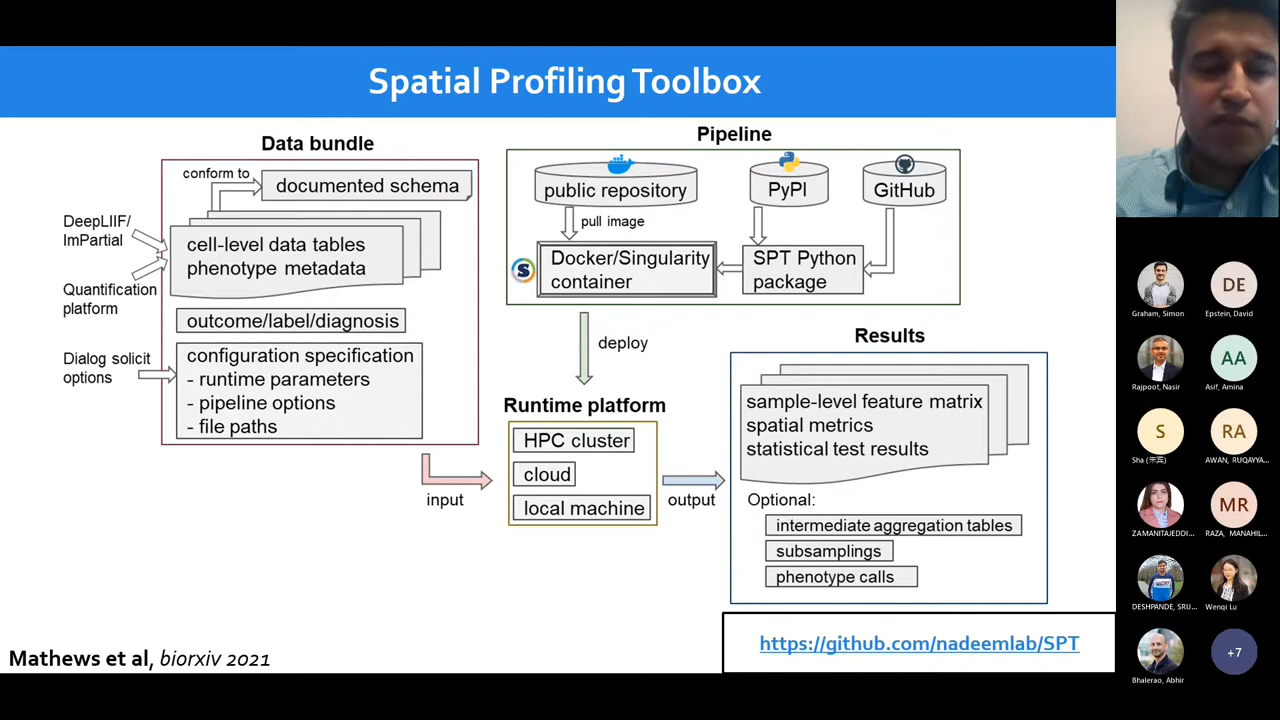 Spatial Profiling Toolbox
Data bundle
conform to
documented schema
DeepLIIF/
ImPartial
cell-level data tables
phenotype metadata
Quantification
platform
outcome/label/diagnosis
Dialog solicit
options
configuration specification
- runtime parameters
- pipeline options
- file paths
input
Pipeline
public repository
PyPI
GitHub
pull image
S
Docker/Singularity
container
SPT Python
package
deploy
Runtime platform
HPC cluster
cloud
local machine
output
Results
sample-level feature matrix
spatial metrics
statistical test results
Optional:
intermediate aggregation tables
subsamplings
phenotype calls
https://github.com/nadeemlab/SPT
Mathews et al, biorxiv 2021
DE
Graham, Simon
Epstein, David
AA
Rajpoot, Nasir
Asif, Amina
S
RA
AWAN, RUQAYYA...
MR
ZAMANITAJEDDI...
RAZA, MANAHIL...
DESHPANDE, SRIJ...
Wenqi Lu
+7
Bhalerao, Abhir